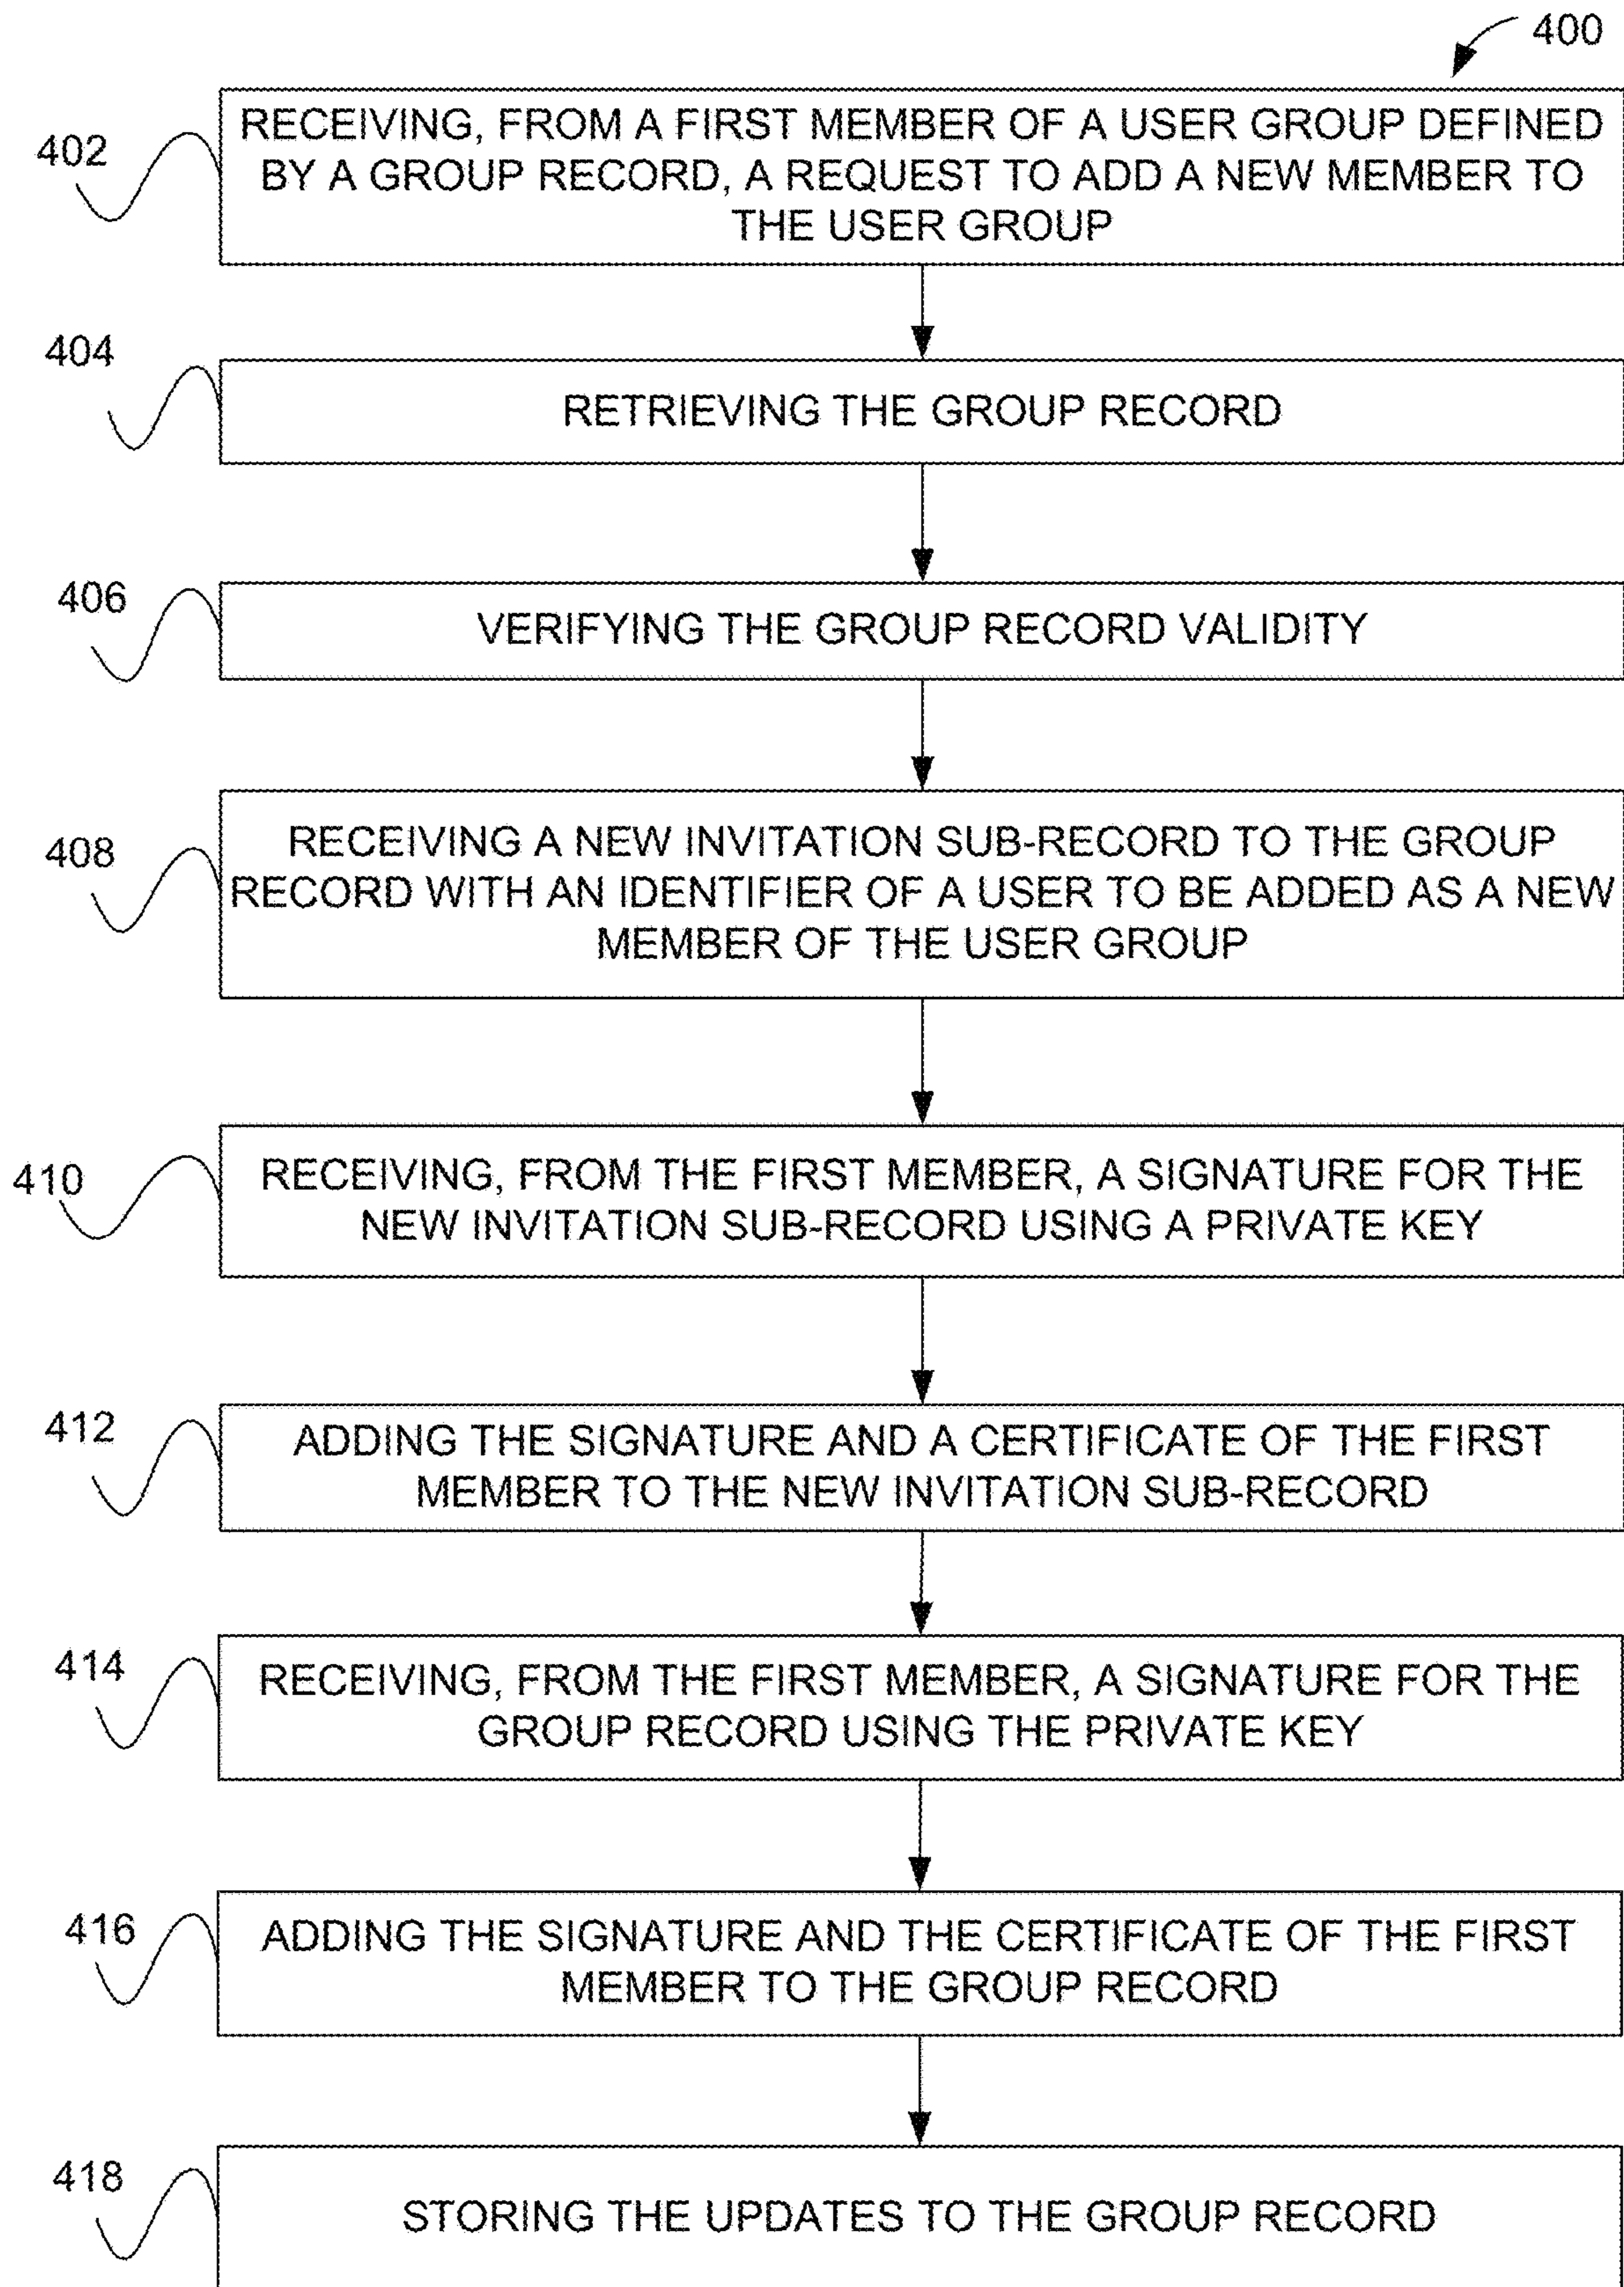 400
402
RECEIVING, FROM A FIRST MEMBER OF A USER GROUP DEFINED
BY A GROUP RECORD, A REQUEST TO ADD A NEW MEMBER TO
THE USER GROUP
404
RETRIEVING THE GROUP RECORD
406
VERIFYING THE GROUP RECORD VALIDITY
408
RECEIVING A NEW INVITATION SUB-RECORD TO THE GROUP
RECORD WITH AN IDENTIFIER OF A USER TO BE ADDED AS A NEW
MEMBER OF THE USER GROUP
410
RECEIVING, FROM THE FIRST MEMBER, A SIGNATURE FOR THE
NEW INVITATION SUB-RECORD USING A PRIVATE KEY
412
ADDING THE SIGNATURE AND A CERTIFICATE OF THE FIRST
MEMBER TO THE NEW INVITATION SUB-RECORD
414
RECEIVING, FROM THE FIRST MEMBER, A SIGNATURE FOR THE
GROUP RECORD USING THE PRIVATE KEY
416
ADDING THE SIGNATURE AND THE CERTIFICATE OF THE FIRST
MEMBER TO THE GROUP RECORD
418
STORING THE UPDATES TO THE GROUP RECORD